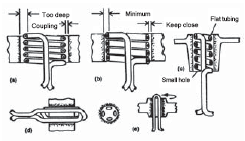 Too deep
Coupling
(a)
Minimum
(b)
Keep close
Flat tubing
Small hole
(c)
(d)
(e)